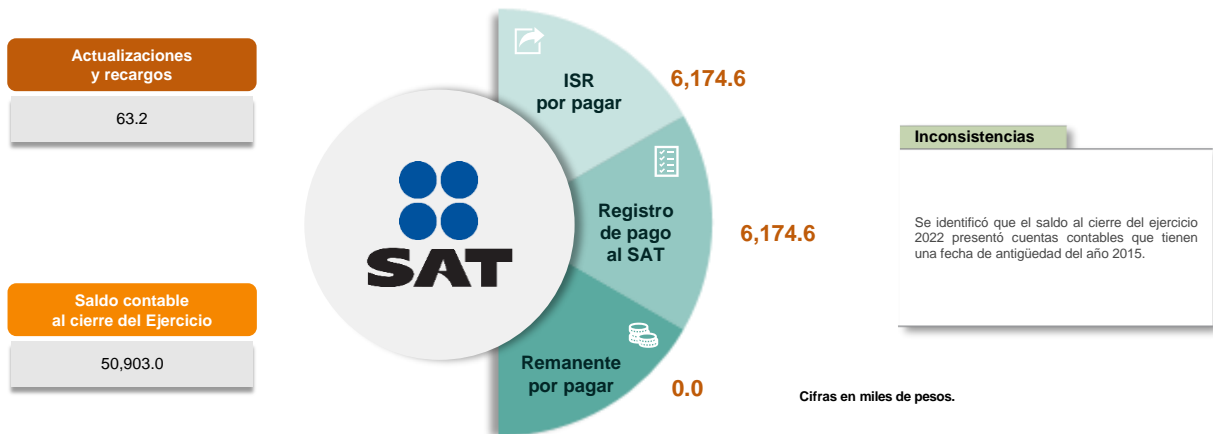 Actualizaciones
y recargos
63.2
Saldo contable
al cierre del Ejercicio
50,903.0
SAT
ISR
por pagar
6,174.6
Registro
de pago
al SAT
6,174.6
Remanente
por pagar
0.0
Inconsistencias
Se identificó que el saldo al cierre del ejercicio
2022 presentó cuentas contables que tienen
una fecha de antigüedad del año 2015.
Cifras en miles de pesos.